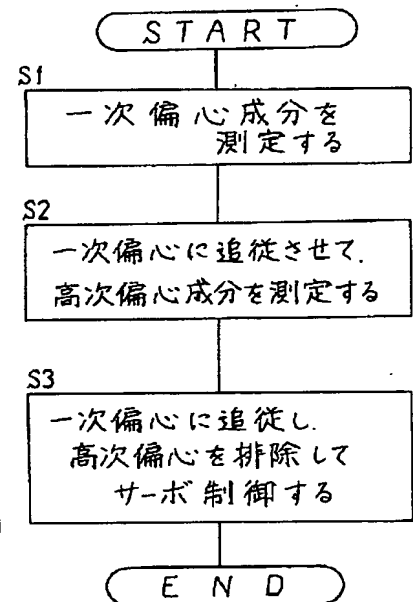 START
S1
一次偏心成分を
測定する
S2
一次偏心に追従させて.
高次偏心成分を測定する
S3
一次偏心に追従し.
高次偏心を排除して
サーボ制御する
END